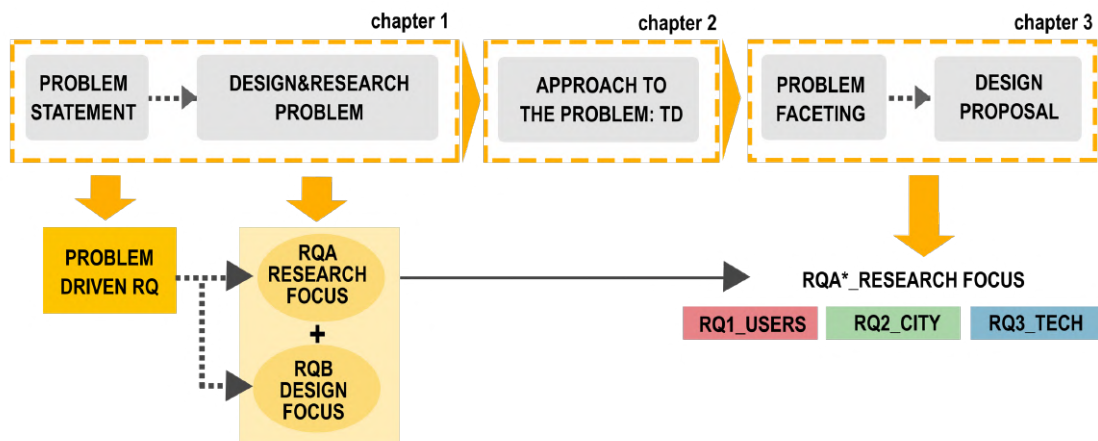 chapter 1
chapter 2
chapter 3
PROBLEM
STATEMENT
DESIGN&RESEARCH
PROBLEM
APPROACH TO
THE PROBLEM: TD
PROBLEM
FACETING
DESIGN
PROPOSAL
PROBLEM
DRIVEN RQ
RQA
RESEARCH
FOCUS
+
RQB
DESIGN
FOCUS
RQA*_RESEARCH FOCUS
RQ1_USERS
RQ2_CITY
RQ3_TECH